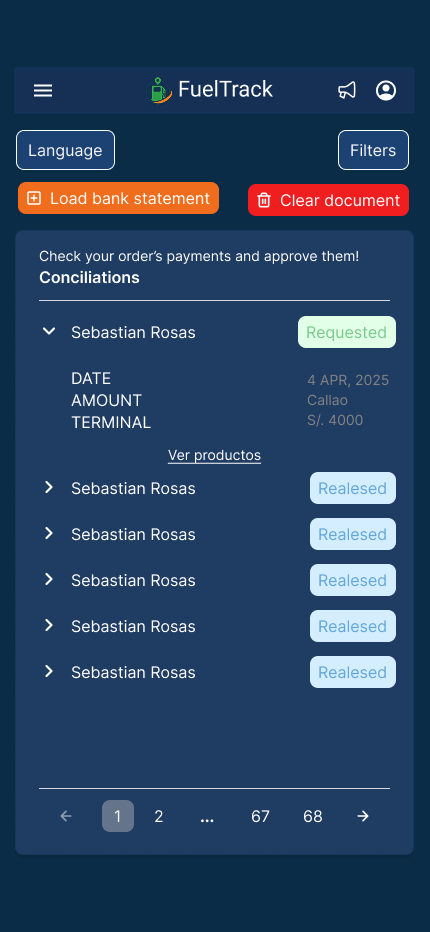 FuelTrack
Language
Filters
Load bank statement
Clear document
Check your order's payments and approve them!
Conciliations
Sebastian Rosas
Requested
DATE
4 APR, 2025
AMOUNT
Callao
TERMINAL
S/. 4000
Ver productos
Sebastian Rosas
Realesed
Sebastian Rosas
Realesed
Sebastian Rosas
Realesed
Sebastian Rosas
Realesed
Sebastian Rosas
Realesed
1 2 ... 67 68